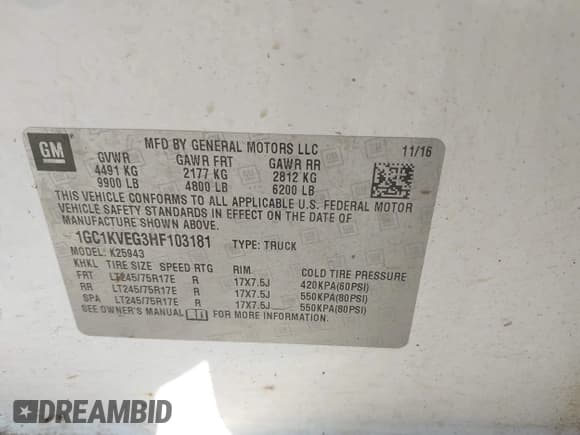 GM
MFD BY GENERAL MOTORS LLC
11/16
GVWR GAWR FRT GAWR RR
4491 KG 2177 KG 2812 KG
9900 LB 4800 LB 6200 LB
THIS VEHICLE CONFORMS TO ALL APPLICABLE U.S. FEDERAL MOTOR
VEHICLE SAFETY STANDARDS IN EFFECT ON THE DATE OF
MANUFACTURE SHOWN ABOVE.
1GC1KVEG3HF103181 TYPE: TRUCK
MODEL: K25943
KHKL TIRE SIZE SPEED RTG RIM COLD TIRE PRESSURE
FRT LT245/75R17E R 17X7.5J 420KPA(60PSI)
RR LT245/75R17E R 17X7.5J 550KPA(80PSI)
SPA LT245/75R17E R 17X7.5J 550KPA(80PSI)
SEE OWNER'S MANUAL FOR MORE INFORMATION.
DREAMBID